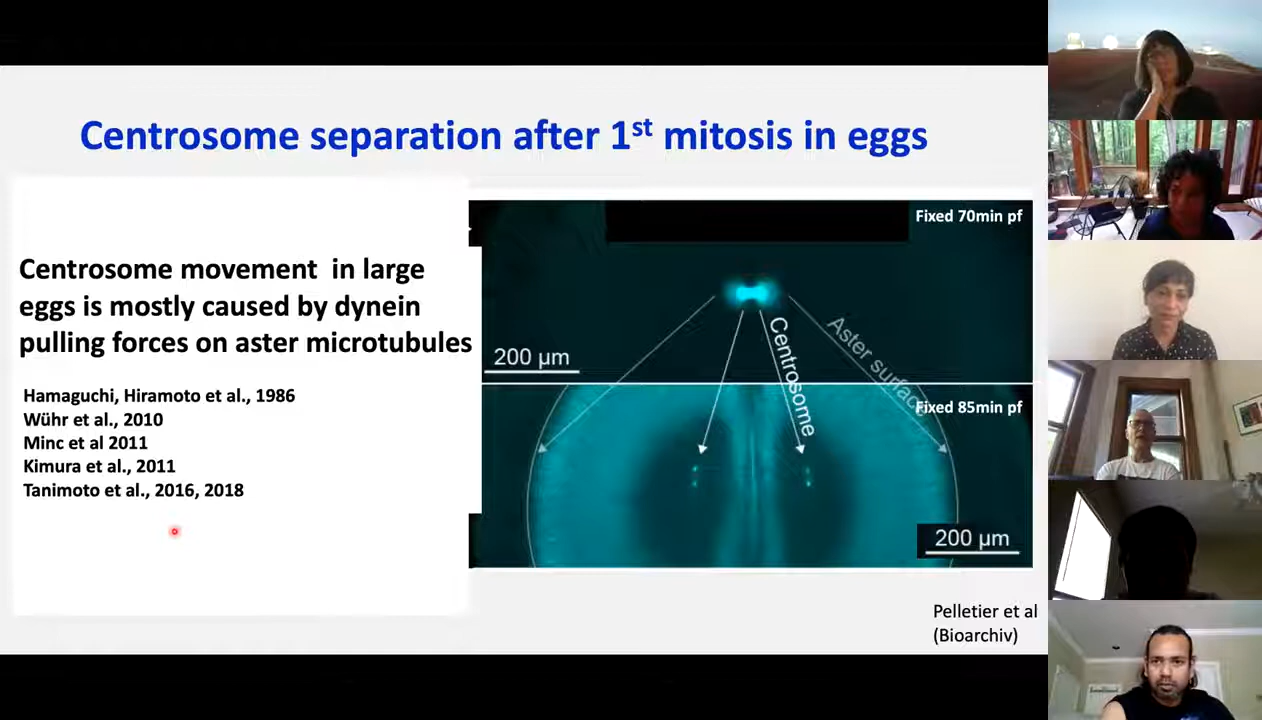 Centrosome separation after 1st mitosis in eggs
Centrosome movement in large
eggs is mostly caused by dynein
pulling forces on aster microtubules
Hamaguchi, Hiramoto et al., 1986
Wühr et al., 2010
Minc et al 2011
Kimura et al., 2011
Tanimoto et al., 2016, 2018
Fixed 70min pf
200 µm
Centrosome
Aster surface
Fixed 85min pf
200 µm
Pelletier et al
(Bioarchiv)